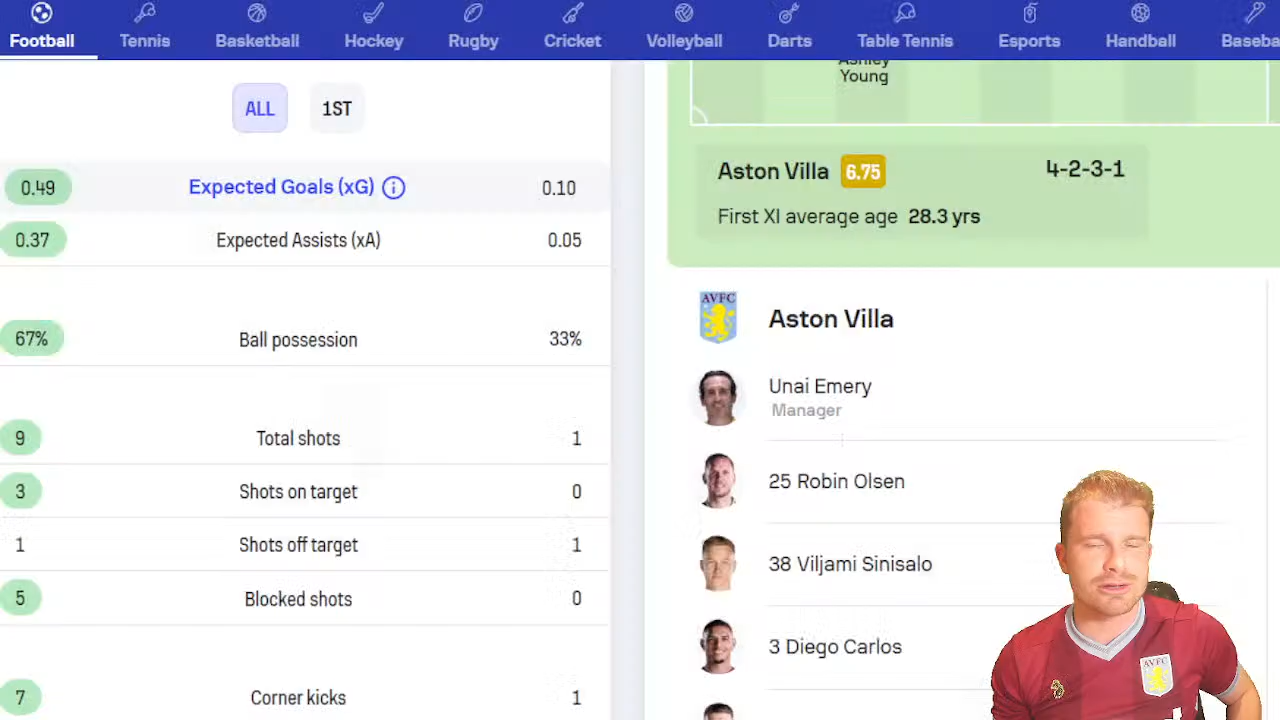 Football Tennis Basketball Hockey Rugby Cricket Volleyball Darts Table Tennis Esports Handball Baseba
ALL 1ST
0.49 Expected Goals (xG) i 0.10
0.37 Expected Assists (xA) 0.05
67% Ball possession 33%
9 Total shots 1
3 Shots on target 0
1 Shots off target 1
5 Blocked shots 0
7 Corner kicks 1
Ashley
Young
Aston Villa 6.75 4-2-3-1
First XI average age 28.3 yrs
AVFC
Aston Villa
Unai Emery
Manager
25 Robin Olsen
38 Viljami Sinisalo
3 Diego Carlos
AVFC